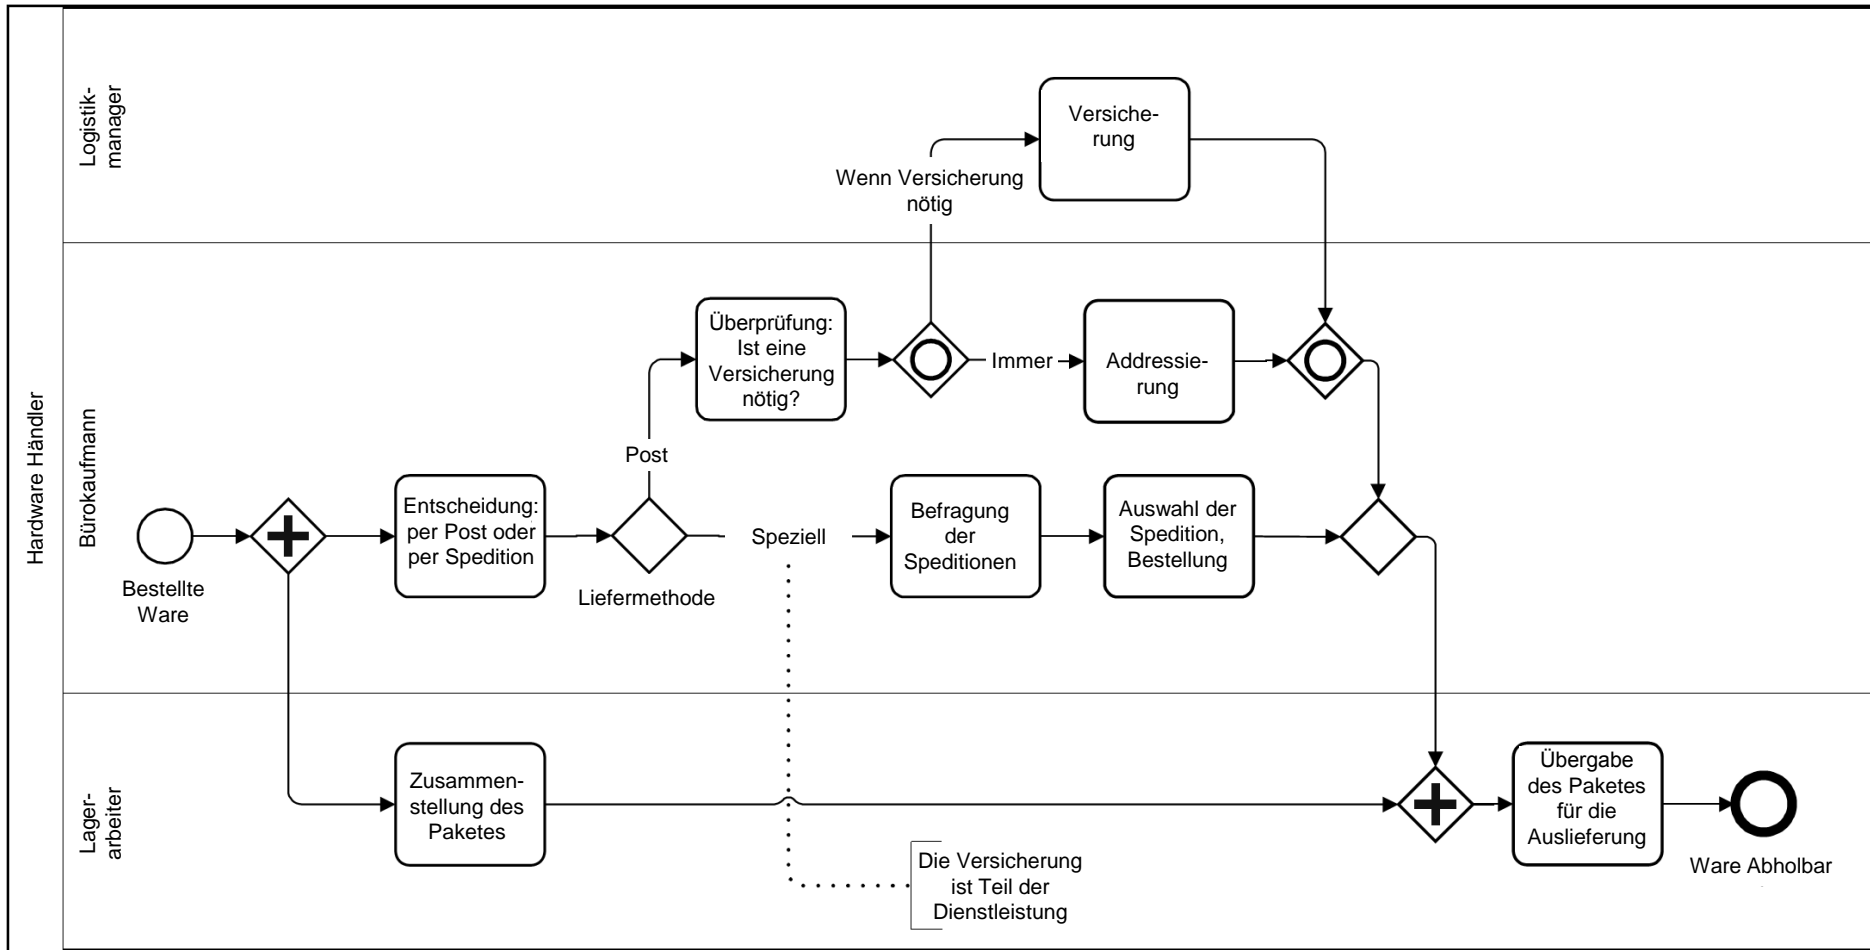 Hardware Händler
Logistik-
manager
Versiche-
rung
Wenn Versicherung
nötig
Bürokaufmann
Überprüfung:
Ist eine
Versicherung
nötig?
Immer
Addressie-
rung
Post
Entscheidung:
per Post oder
per Spedition
Speziell
Befragung
der
Speditionen
Auswahl der
Spedition,
Bestellung
Bestellte
Ware
Liefermethode
Lager-
arbeiter
Zusammen-
stellung des
Paketes
Übergabe
des Paketes
für die
Auslieferung
Die Versicherung
ist Teil der
Dienstleistung
Ware Abholbar